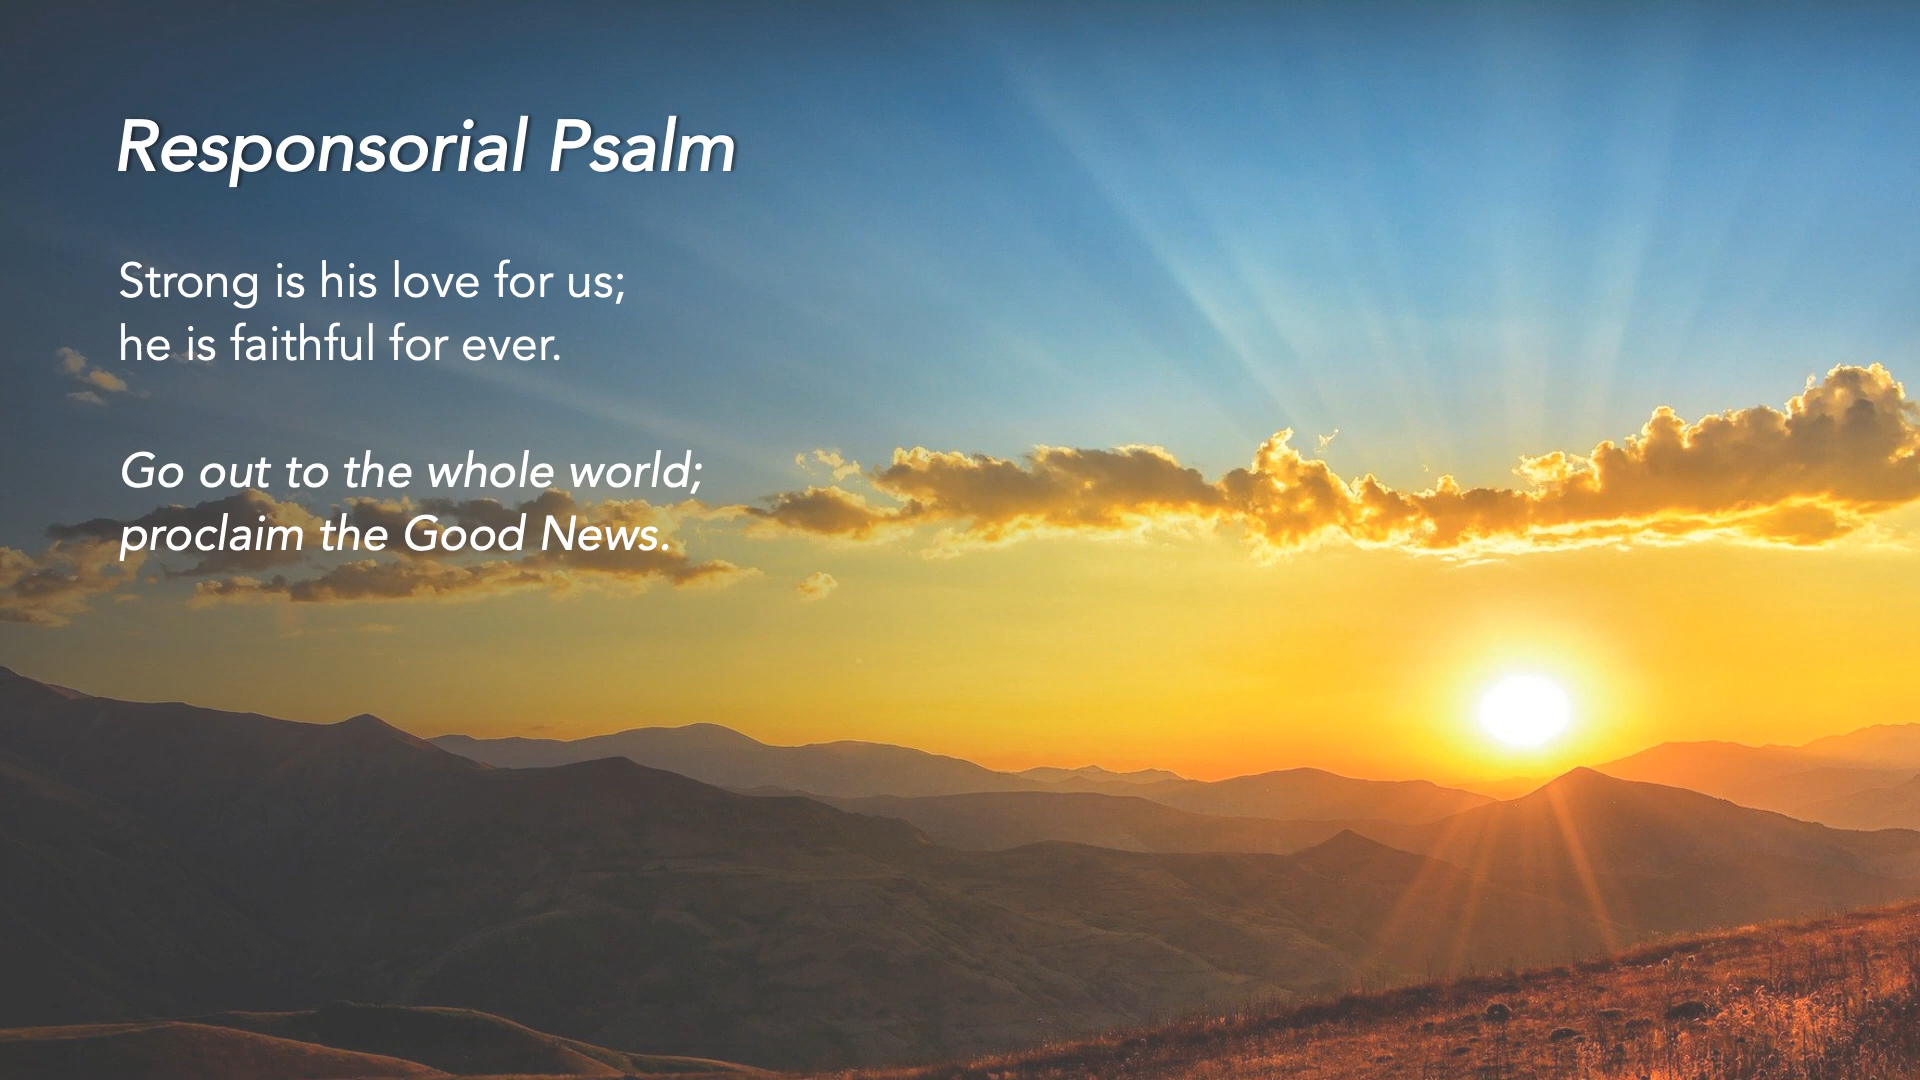 Responsorial Psalm
Strong is his love for us;
he is faithful for ever.
Go out to the whole world;
proclaim the Good News.